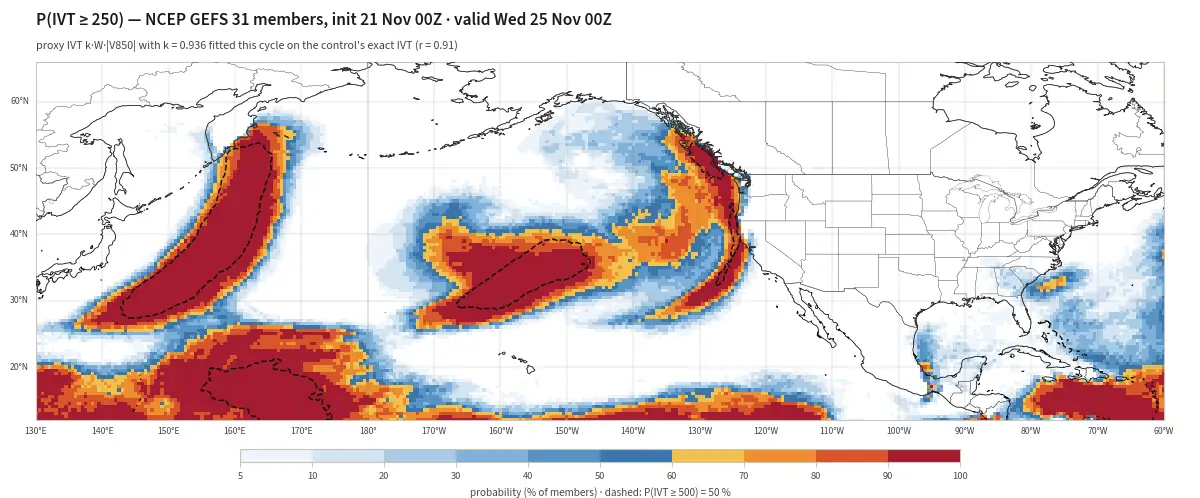 P(IVT ≥ 250) — NCEP GEFS 31 members, init 21 Nov 00Z · valid Wed 25 Nov 00Z
proxy IVT k·W·|V850| with k = 0.936 fitted this cycle on the control's exact IVT (r = 0.91)
60°N
50°N
40°N
30°N
20°N
130°E 140°E 150°E 160°E 170°E 180° 170°W 160°W 150°W 140°W 130°W 120°W 110°W 100°W 90°W 80°W 70°W 60°W
5 10 20 30 40 50 60 70 80 90 100
probability (% of members) · dashed: P(IVT ≥ 500) = 50 %